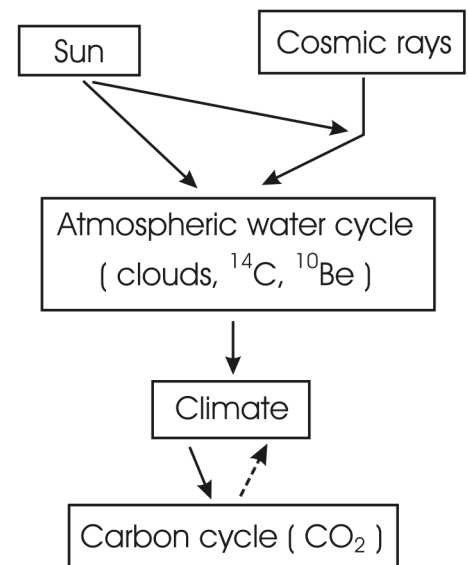 Sun
Cosmic rays
Atmospheric water cycle
( clouds, ¹⁴C, ¹⁰Be )
Climate
Carbon cycle ( CO₂ )